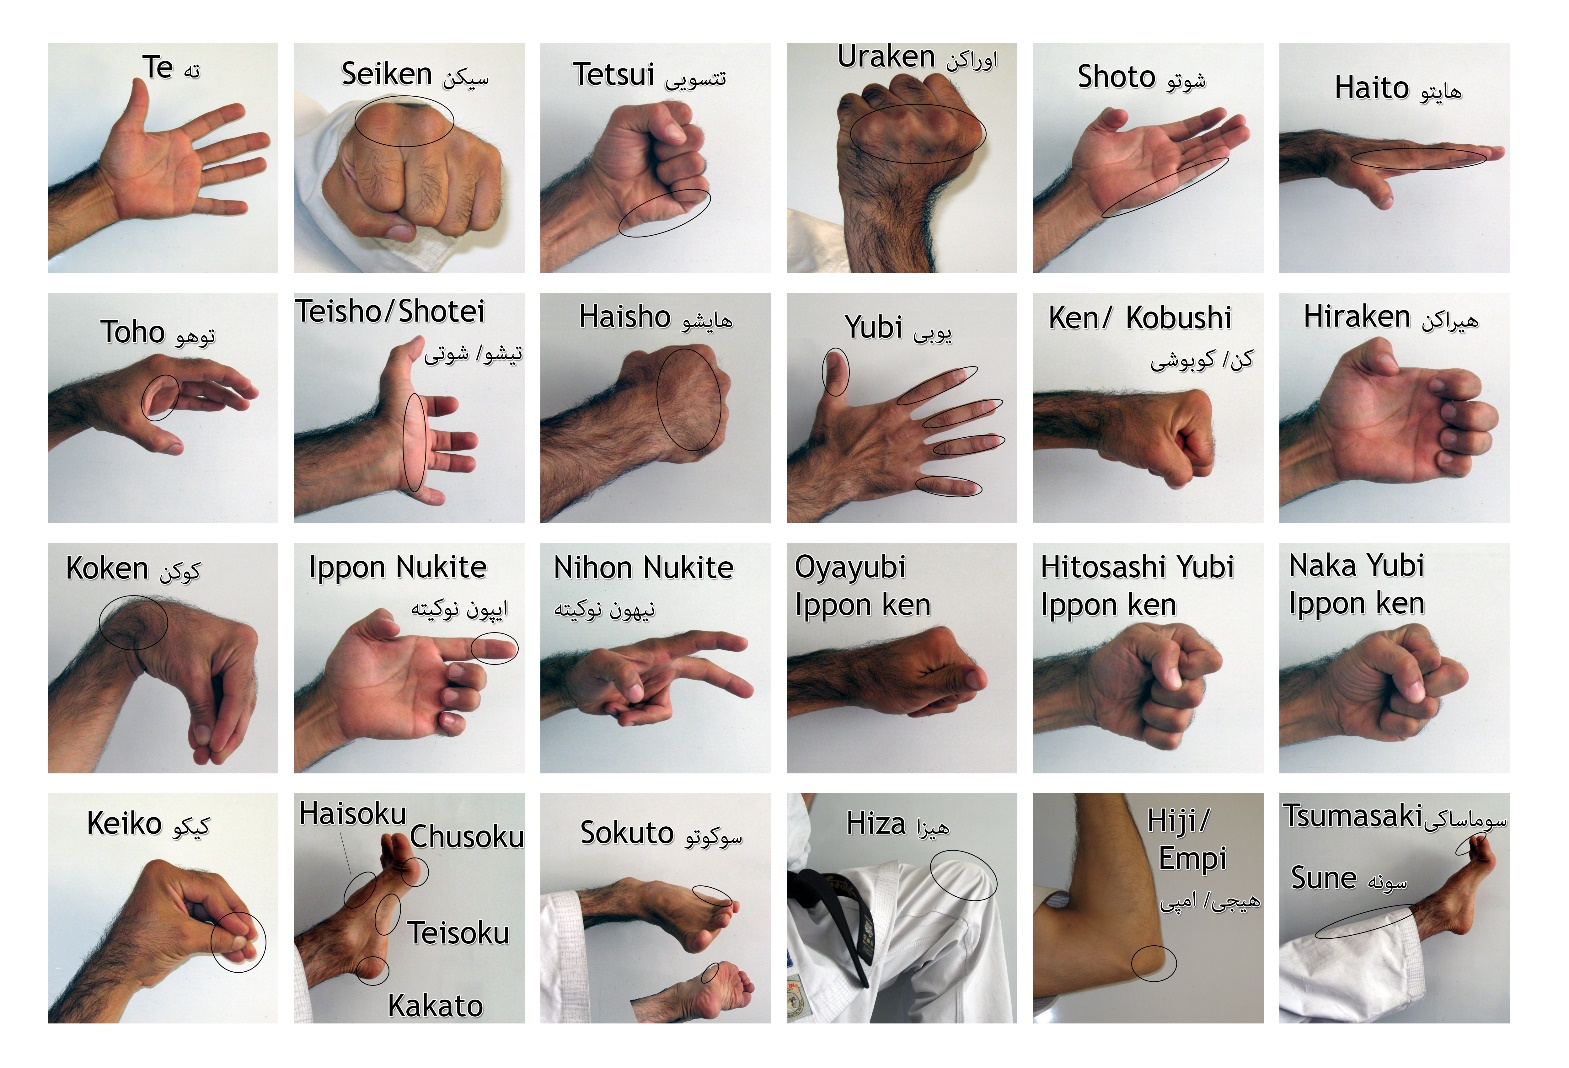 Te ته
Seiken سیکن
Tetsui تتسویی
Uraken اوراکن
Shoto شوتو
Haito هایتو
Toho توهو
Teisho/Shotei
تیشو/ شوتی
Haisho هایشو
Yubi یوبی
Ken/ Kobushi
کن/ کوبوشی
Hiraken هیراکن
Koken کوکن
Ippon Nukite
ایپون نوکیته
Nihon Nukite
نیهون نوکیته
Oyayubi
Ippon ken
Hitosashi Yubi
Ippon ken
Naka Yubi
Ippon ken
Keiko کیکو
Haisoku
Chusoku
Teisoku
Kakato
Sokuto سوکوتو
Hiza هیزا
Hiji/
Empi
هیجی/ امپی
Tsumasaki سوماساکی
Sune سونه